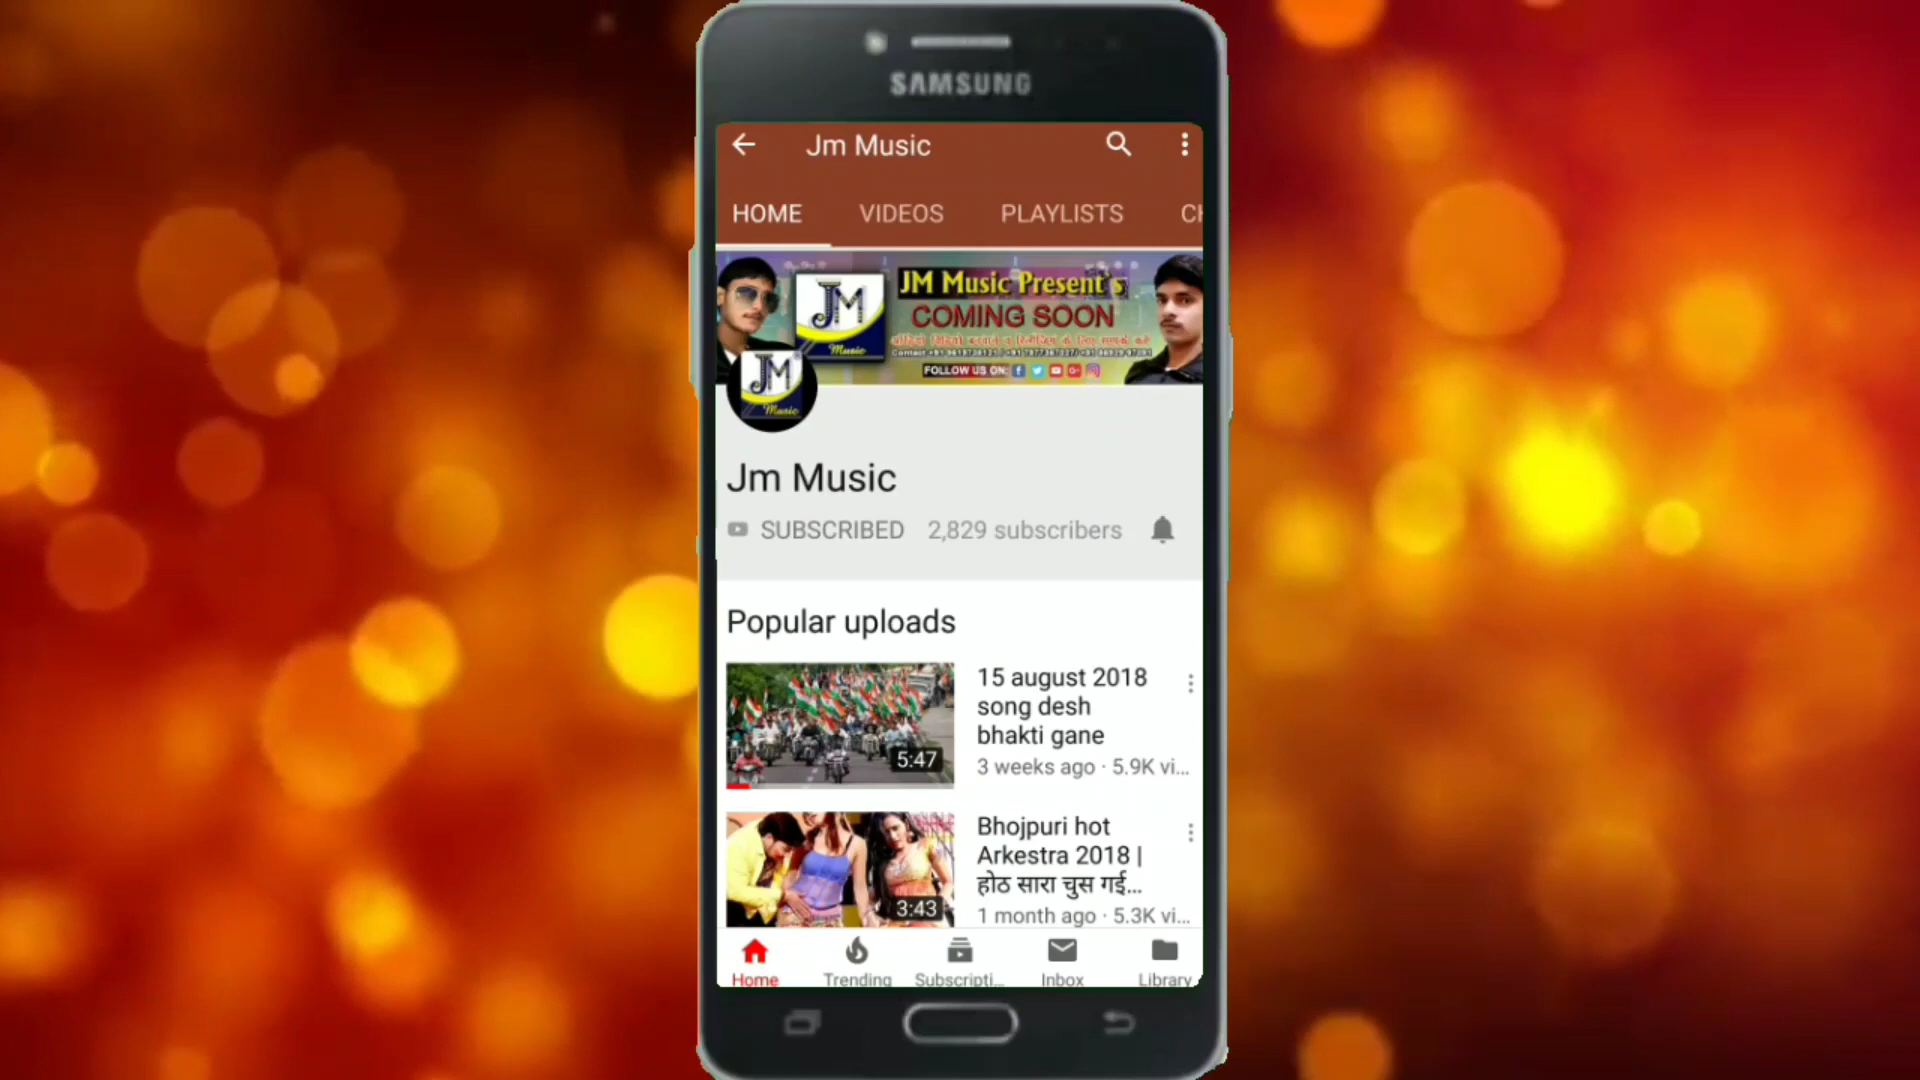 SAMSUNG
Jm Music
HOME VIDEOS PLAYLISTS CH
JM Music Present's
COMING SOON
JM
Music
FOLLOW US ON:
JM
Music
Jm Music
SUBSCRIBED 2,829 subscribers
Popular uploads
15 august 2018
song desh
bhakti gane
3 weeks ago · 5.9K vi...
5:47
Bhojpuri hot
Arkestra 2018 |
होठ सारा चुस गई...
1 month ago · 5.3K vi...
3:43
Home Trending Subscripti... Inbox Library